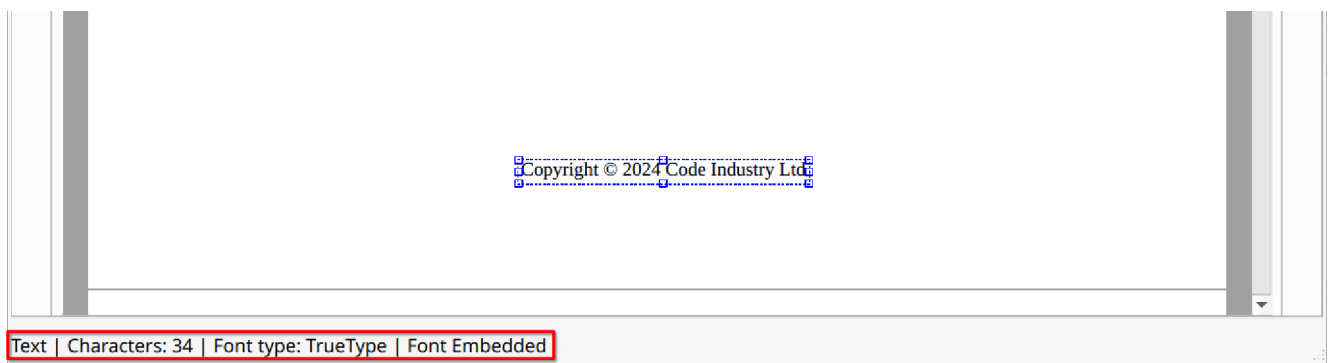 Copyright © 2024 Code Industry Ltd
Text | Characters: 34 | Font type: TrueType | Font Embedded